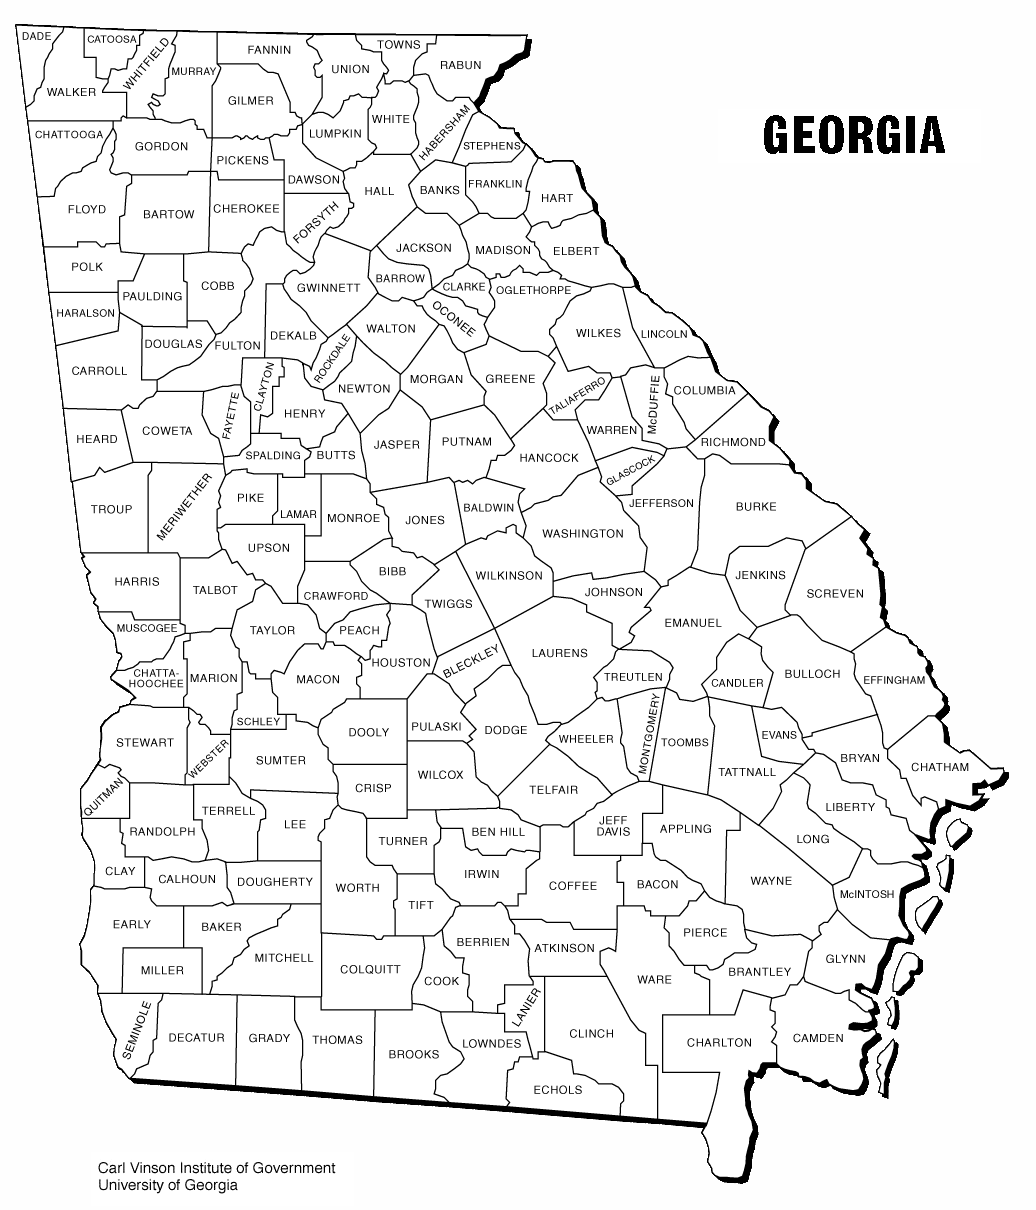 GEORGIA
DADE
CATOOSA
WHITFIELD
MURRAY
FANNIN
UNION
TOWNS
RABUN
WALKER
GILMER
LUMPKIN
WHITE
HABERSHAM
STEPHENS
CHATTOOGA
GORDON
PICKENS
DAWSON
HALL
BANKS
FRANKLIN
HART
FLOYD
BARTOW
CHEROKEE
FORSYTH
JACKSON
MADISON
ELBERT
POLK
PAULDING
COBB
GWINNETT
BARROW
CLARKE
OGLETHORPE
HARALSON
DOUGLAS
FULTON
DEKALB
ROCKDALE
WALTON
OCONEE
WILKES
LINCOLN
CARROLL
CLAYTON
FAYETTE
HENRY
NEWTON
MORGAN
GREENE
TALIAFERRO
McDUFFIE
COLUMBIA
HEARD
COWETA
SPALDING
BUTTS
JASPER
PUTNAM
HANCOCK
WARREN
GLASCOCK
RICHMOND
TROUP
MERIWETHER
PIKE
LAMAR
MONROE
JONES
BALDWIN
WASHINGTON
JEFFERSON
BURKE
UPSON
HARRIS
TALBOT
CRAWFORD
BIBB
TWIGGS
WILKINSON
JOHNSON
JENKINS
SCREVEN
MUSCOGEE
TAYLOR
PEACH
HOUSTON
BLECKLEY
LAURENS
EMANUEL
CHATTA-
HOOCHEE
MARION
MACON
TREUTLEN
CANDLER
BULLOCH
EFFINGHAM
STEWART
WEBSTER
SCHLEY
SUMTER
DOOLY
PULASKI
DODGE
WHEELER
MONTGOMERY
TOOMBS
EVANS
TATTNALL
BRYAN
CHATHAM
QUITMAN
RANDOLPH
TERRELL
LEE
CRISP
WILCOX
TELFAIR
JEFF
DAVIS
APPLING
LONG
LIBERTY
CLAY
CALHOUN
DOUGHERTY
WORTH
TURNER
BEN HILL
IRWIN
COFFEE
BACON
WAYNE
McINTOSH
EARLY
BAKER
MITCHELL
TIFT
BERRIEN
ATKINSON
PIERCE
BRANTLEY
GLYNN
MILLER
COLQUITT
COOK
LANIER
WARE
SEMINOLE
DECATUR
GRADY
THOMAS
BROOKS
LOWNDES
ECHOLS
CLINCH
CHARLTON
CAMDEN
Carl Vinson Institute of Government
University of Georgia